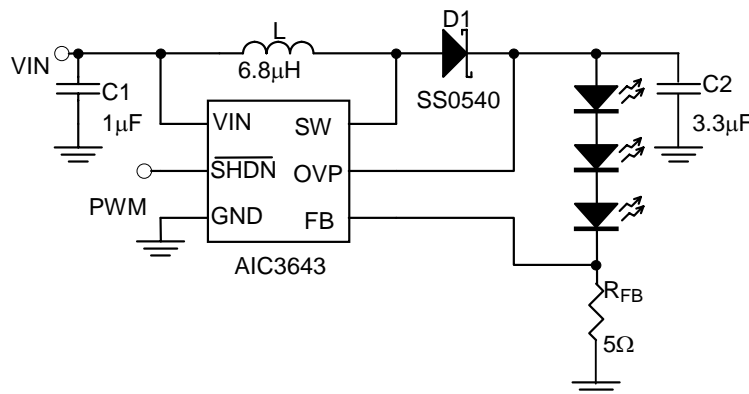 D1
L
VIN
6.8μH
C1
SS0540
C2
1μF
VIN
SW
3.3μF
SHDN
OVP
PWM
GND
FB
AIC3643
RFB
5Ω